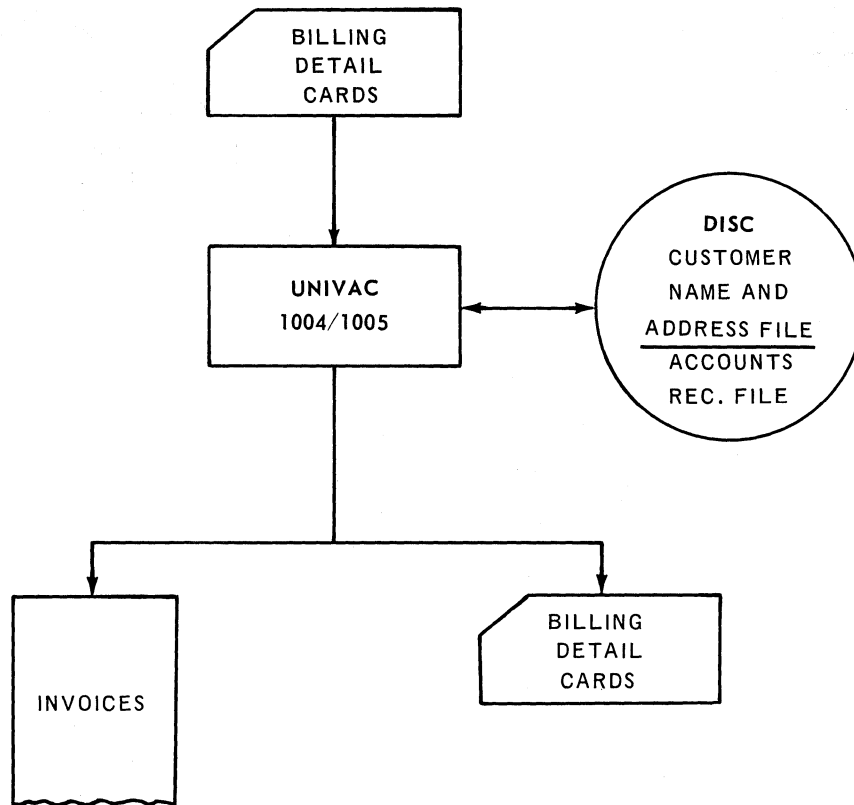 BILLING
DETAIL
CARDS
UNIVAC
1004/1005
DISC
CUSTOMER
NAME AND
ADDRESS FILE
ACCOUNTS
REC. FILE
INVOICES
BILLING
DETAIL
CARDS